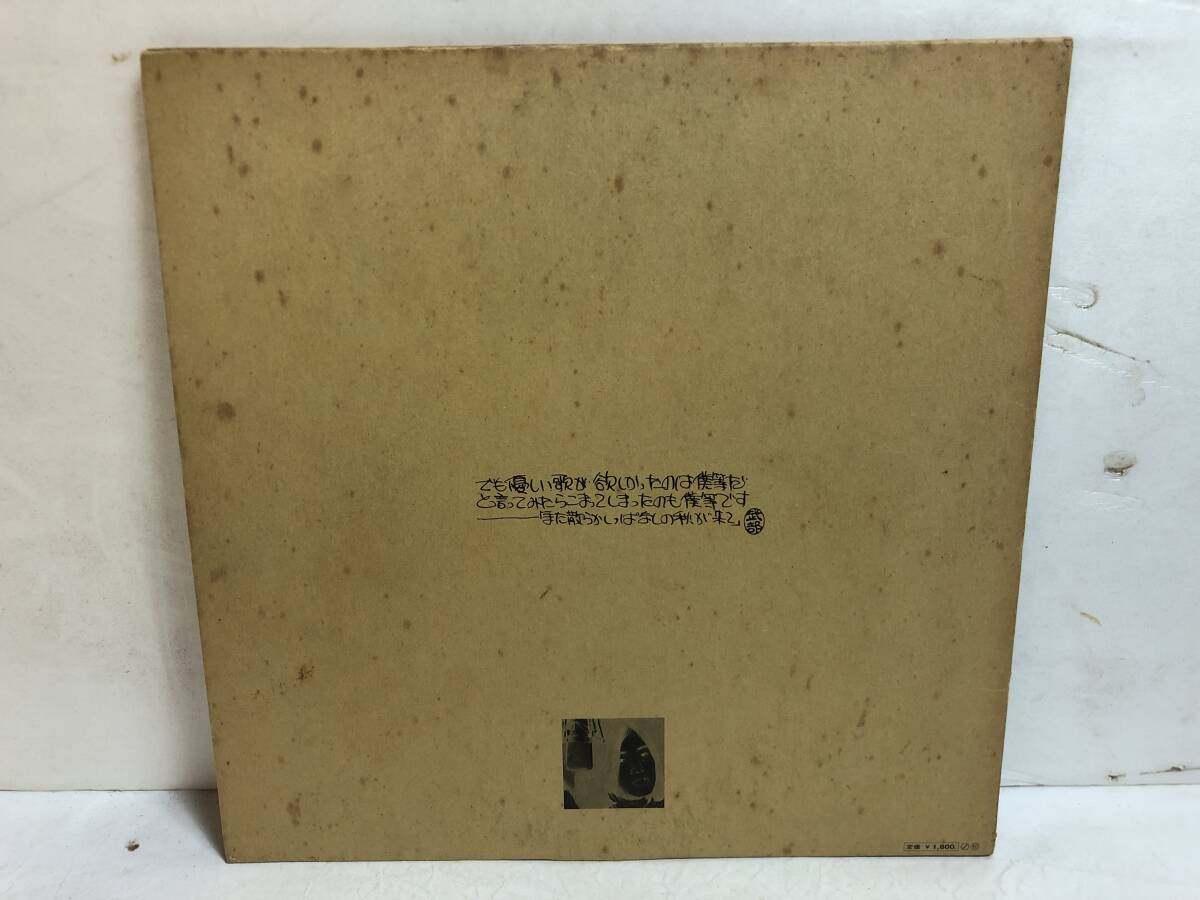 でも優しい歌が欲しかったのは僕等だ
と言ってみたらこまってしまったのも僕等です
――――また散らかしっぱなしの秋が来て」
武部
定価 ¥1,800.